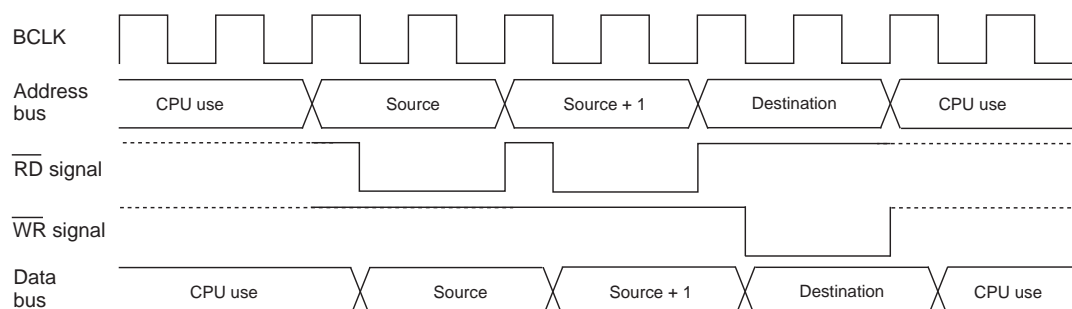 BCLK
Address
bus
CPU use Source Source + 1 Destination CPU use
RD signal
WR signal
Data
bus
CPU use Source Source + 1 Destination CPU use